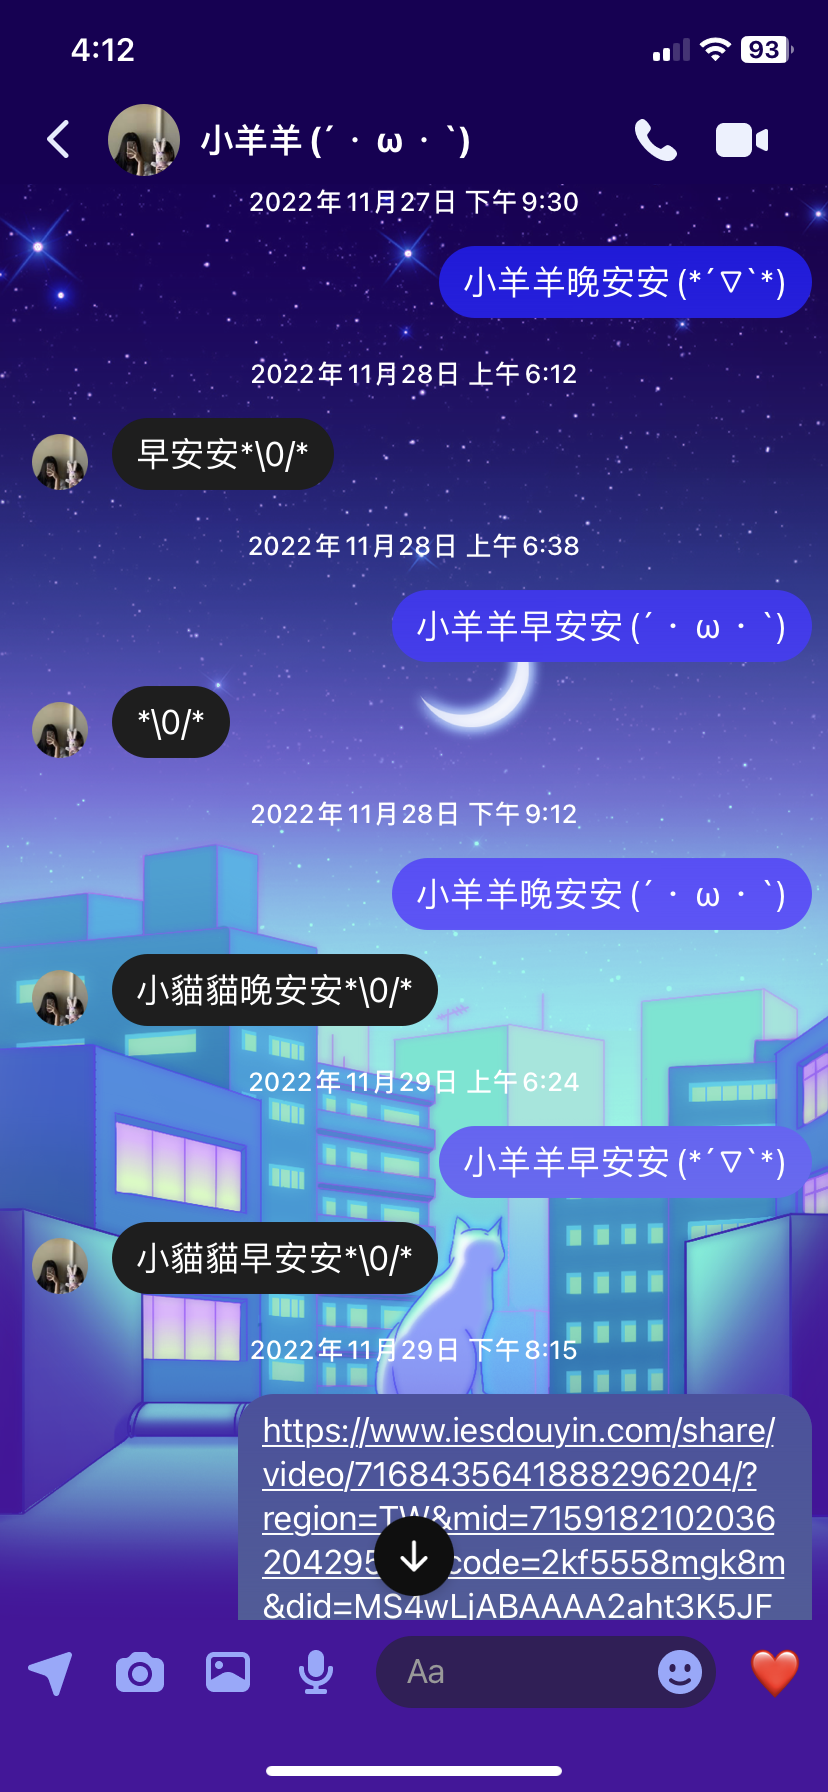 4:12
93
小羊羊 (´・ω・`)
2022年11月27日 下午9:30
小羊羊晚安安 (*´∇`*)
2022年11月28日 上午6:12
早安安*\0/*
2022年11月28日 上午6:38
小羊羊早安安 (´・ω・`)
*\0/*
2022年11月28日 下午9:12
小羊羊晚安安 (´・ω・`)
小貓貓晚安安*\0/*
2022年11月29日 上午6:24
小羊羊早安安 (*´∇`*)
小貓貓早安安*\0/*
2022年11月29日 下午8:15
https://www.iesdouyin.com/share/
video/7168435641888296204/?
region=TW&mid=7159182102036
204295 code=2kf5558mgk8m
&did=MS4wLjABAAAA2aht3K5JF
Aa